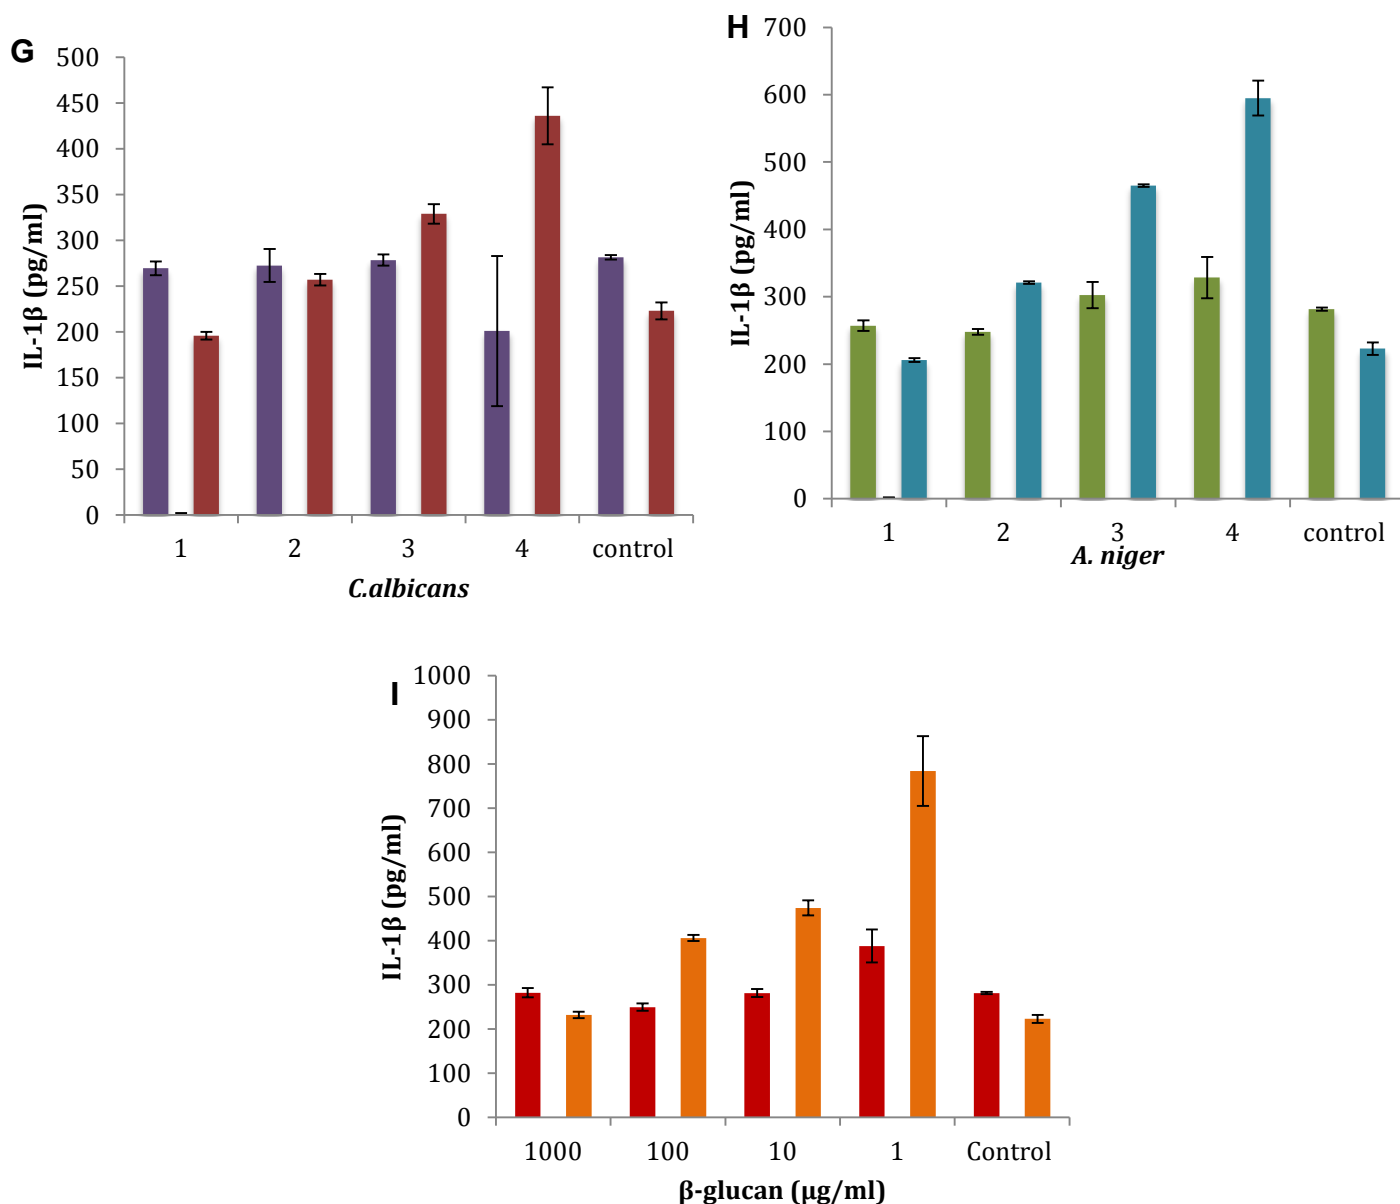 G
500
450
400
350
300
250
200
150
100
50
0
IL-1β (pg/ml)
1 2 3 4 control
C.albicans
H
700
600
500
400
300
200
100
0
IL-1β (pg/ml)
1 2 3 4 control
A. niger
I
1000
900
800
700
600
500
400
300
200
100
0
IL-1β (pg/ml)
1000 100 10 1 Control
β-glucan (µg/ml)